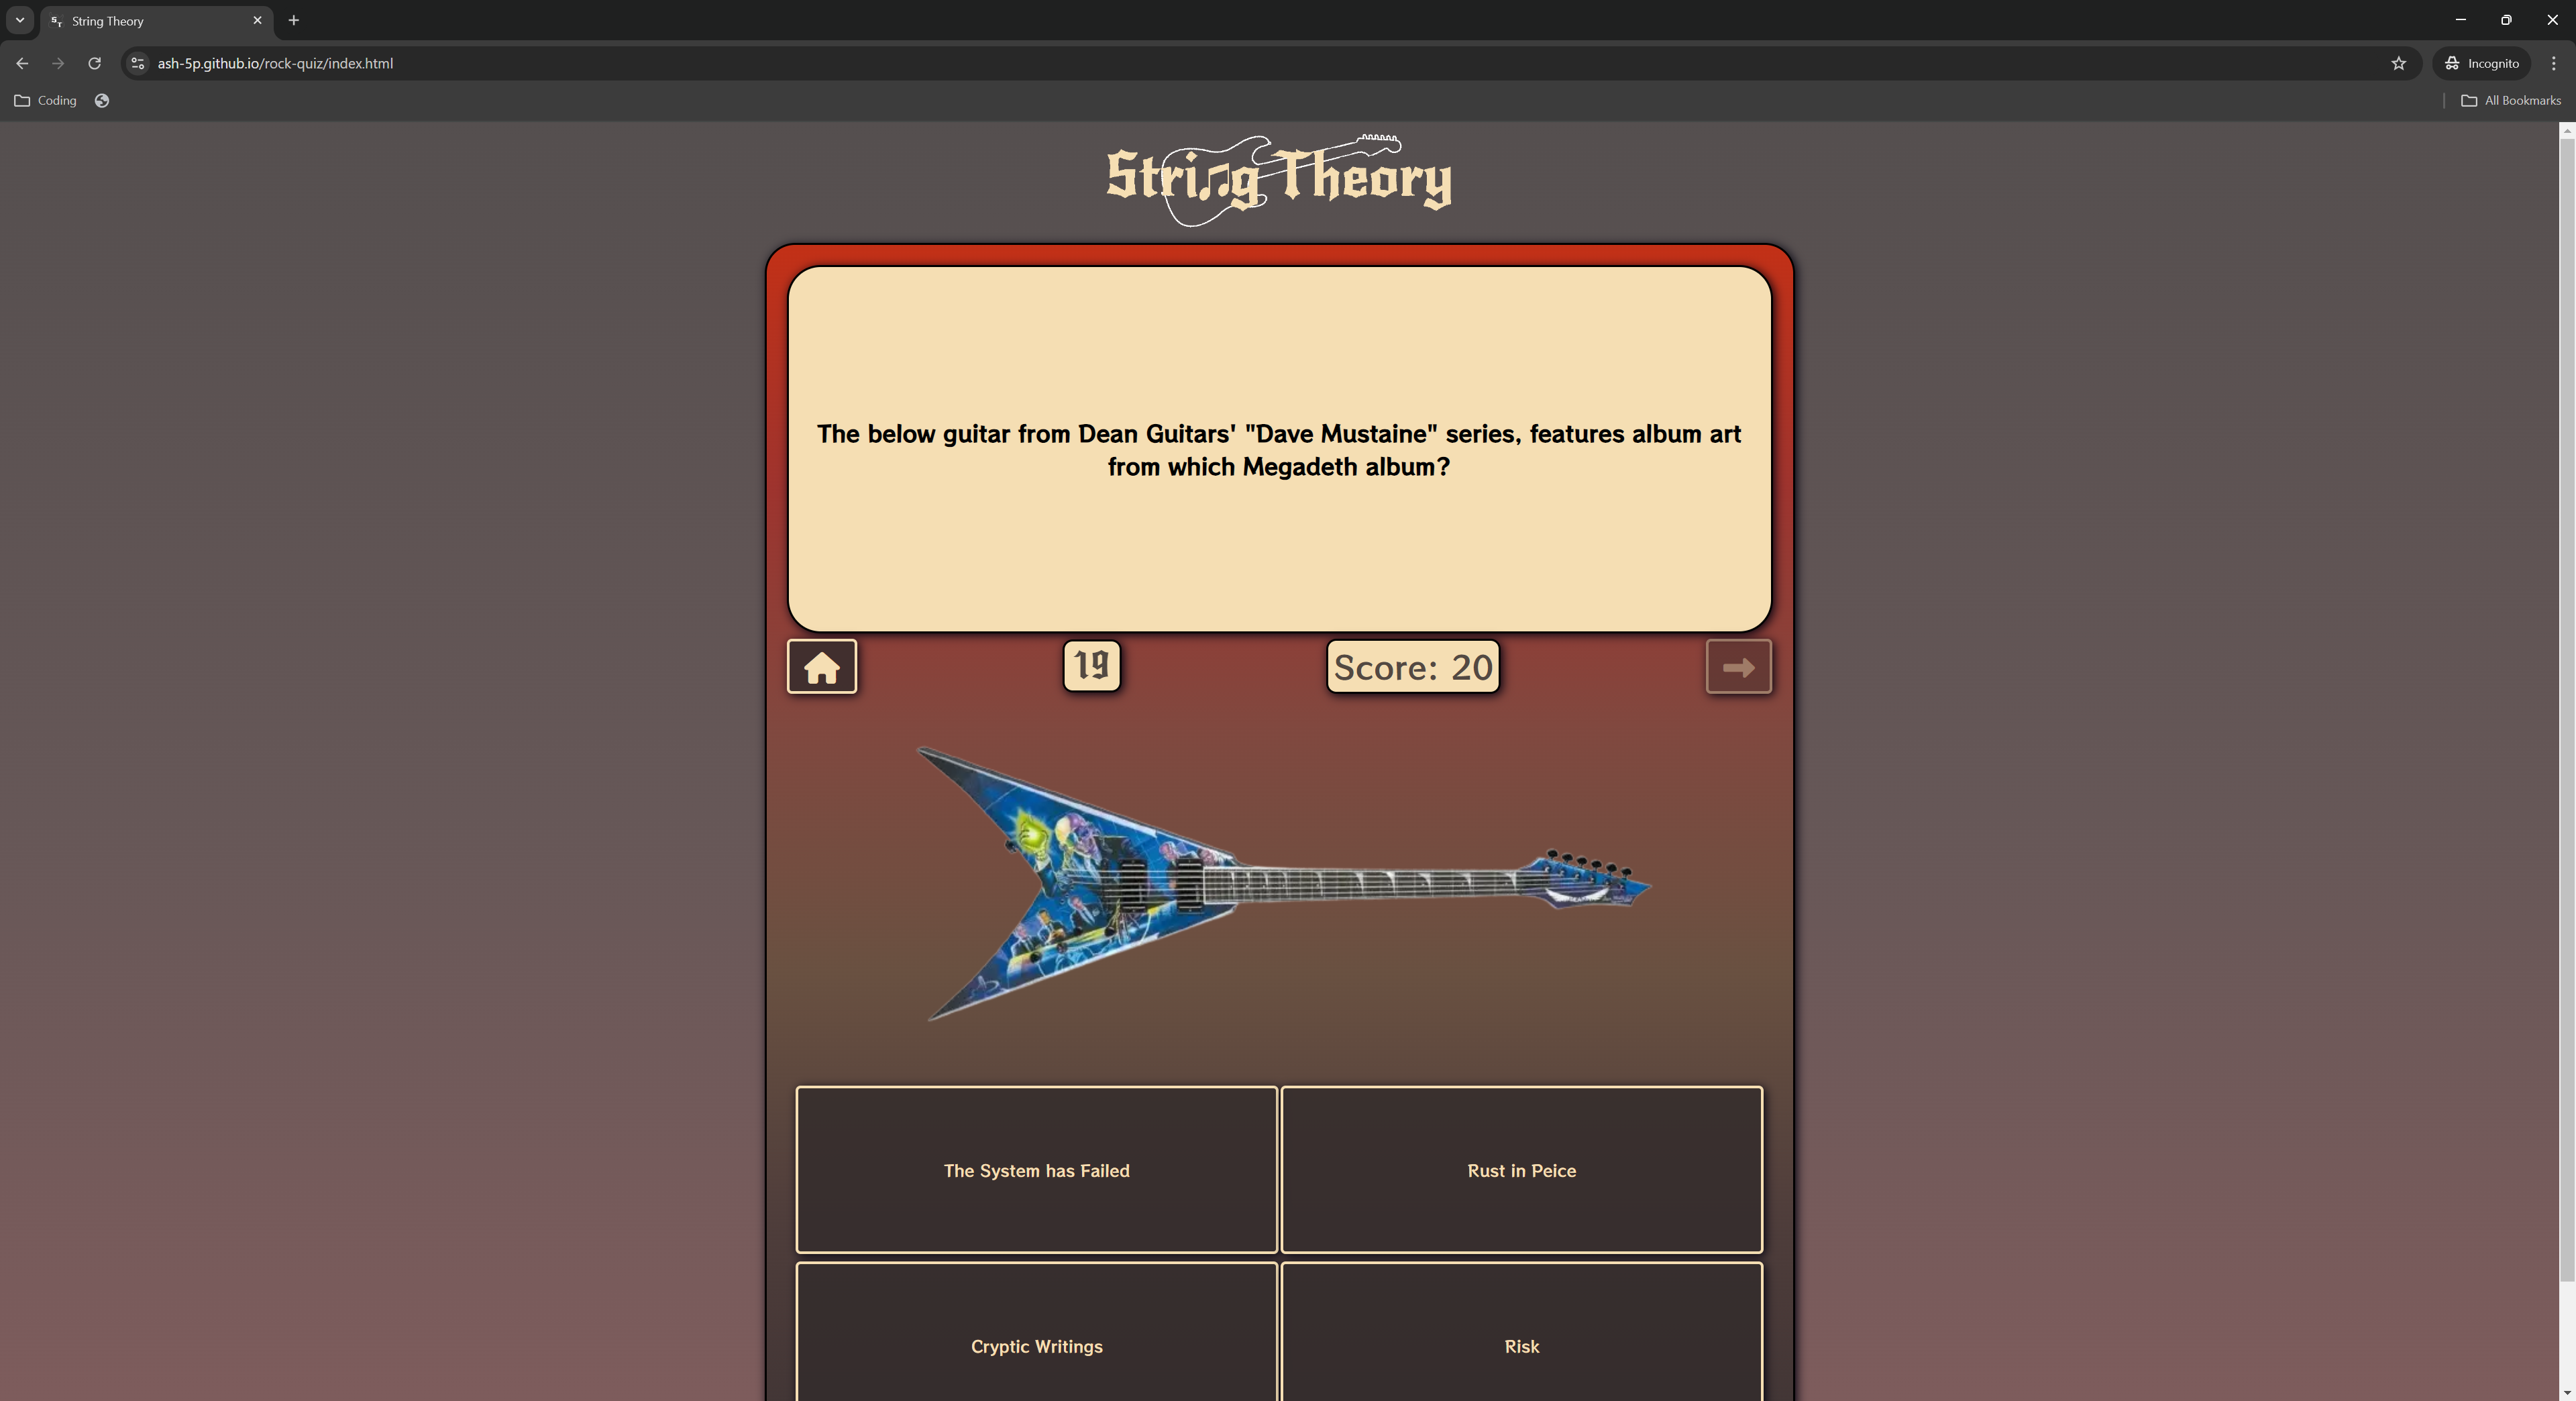 String Theory
ash-5p.github.io/rock-quiz/index.html
Incognito
Coding
All Bookmarks
String Theory
The below guitar from Dean Guitars' "Dave Mustaine" series, features album art
from which Megadeth album?
19
Score: 20
The System has Failed
Rust in Peice
Cryptic Writings
Risk